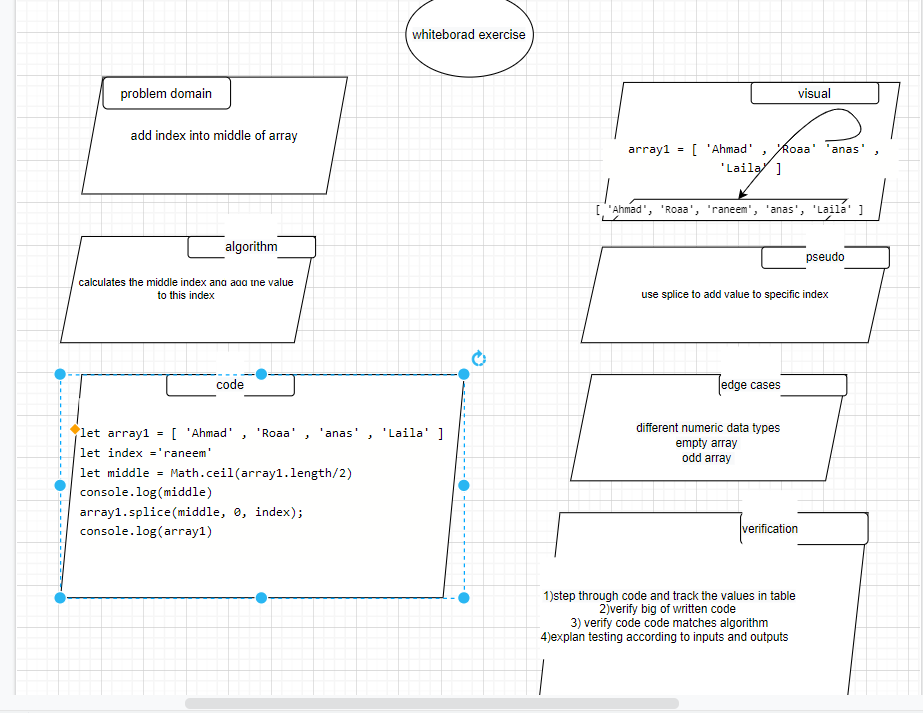 whiteborad exercise
problem domain
add index into middle of array
visual
array1 = [ 'Ahmad' , 'Roaa' 'anas' ,
'Laila' ]
[ 'Ahmad', 'Roaa', 'raneem', 'anas', 'Laila' ]
algorithm
calculates the middle index and add the value
to this index
pseudo
use splice to add value to specific index
code
let array1 = [ 'Ahmad' , 'Roaa' , 'anas' , 'Laila' ]
let index ='raneem'
let middle = Math.ceil(array1.length/2)
console.log(middle)
array1.splice(middle, 0, index);
console.log(array1)
edge cases
different numeric data types
empty array
odd array
verification
1)step through code and track the values in table
2)verify big of written code
3) verify code code matches algorithm
4)explan testing according to inputs and outputs